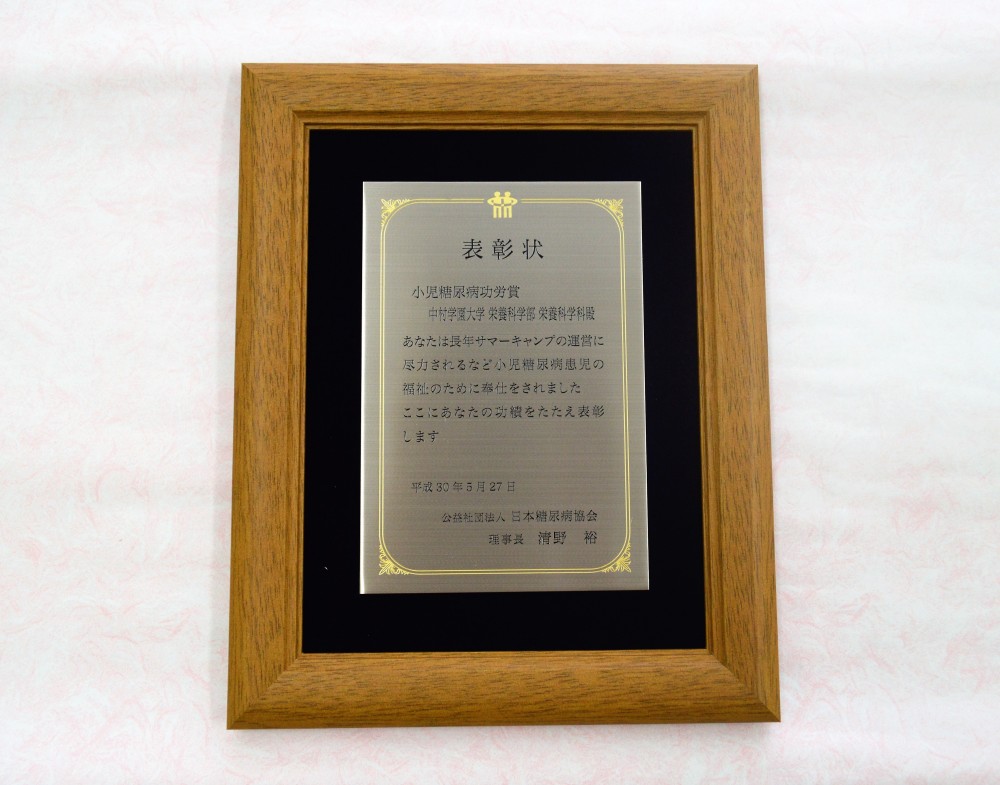 表彰状
小児糖尿病功労賞
中村学園大学 栄養科学部 栄養科学科殿
あなたは長年サマーキャンプの運営に
尽力されるなど小児糖尿病患児の
福祉のために奉仕をされました
ここにあなたの功績をたたえ表彰
します
平成30年5月27日
公益社団法人 日本糖尿病協会
理事長 清野 裕